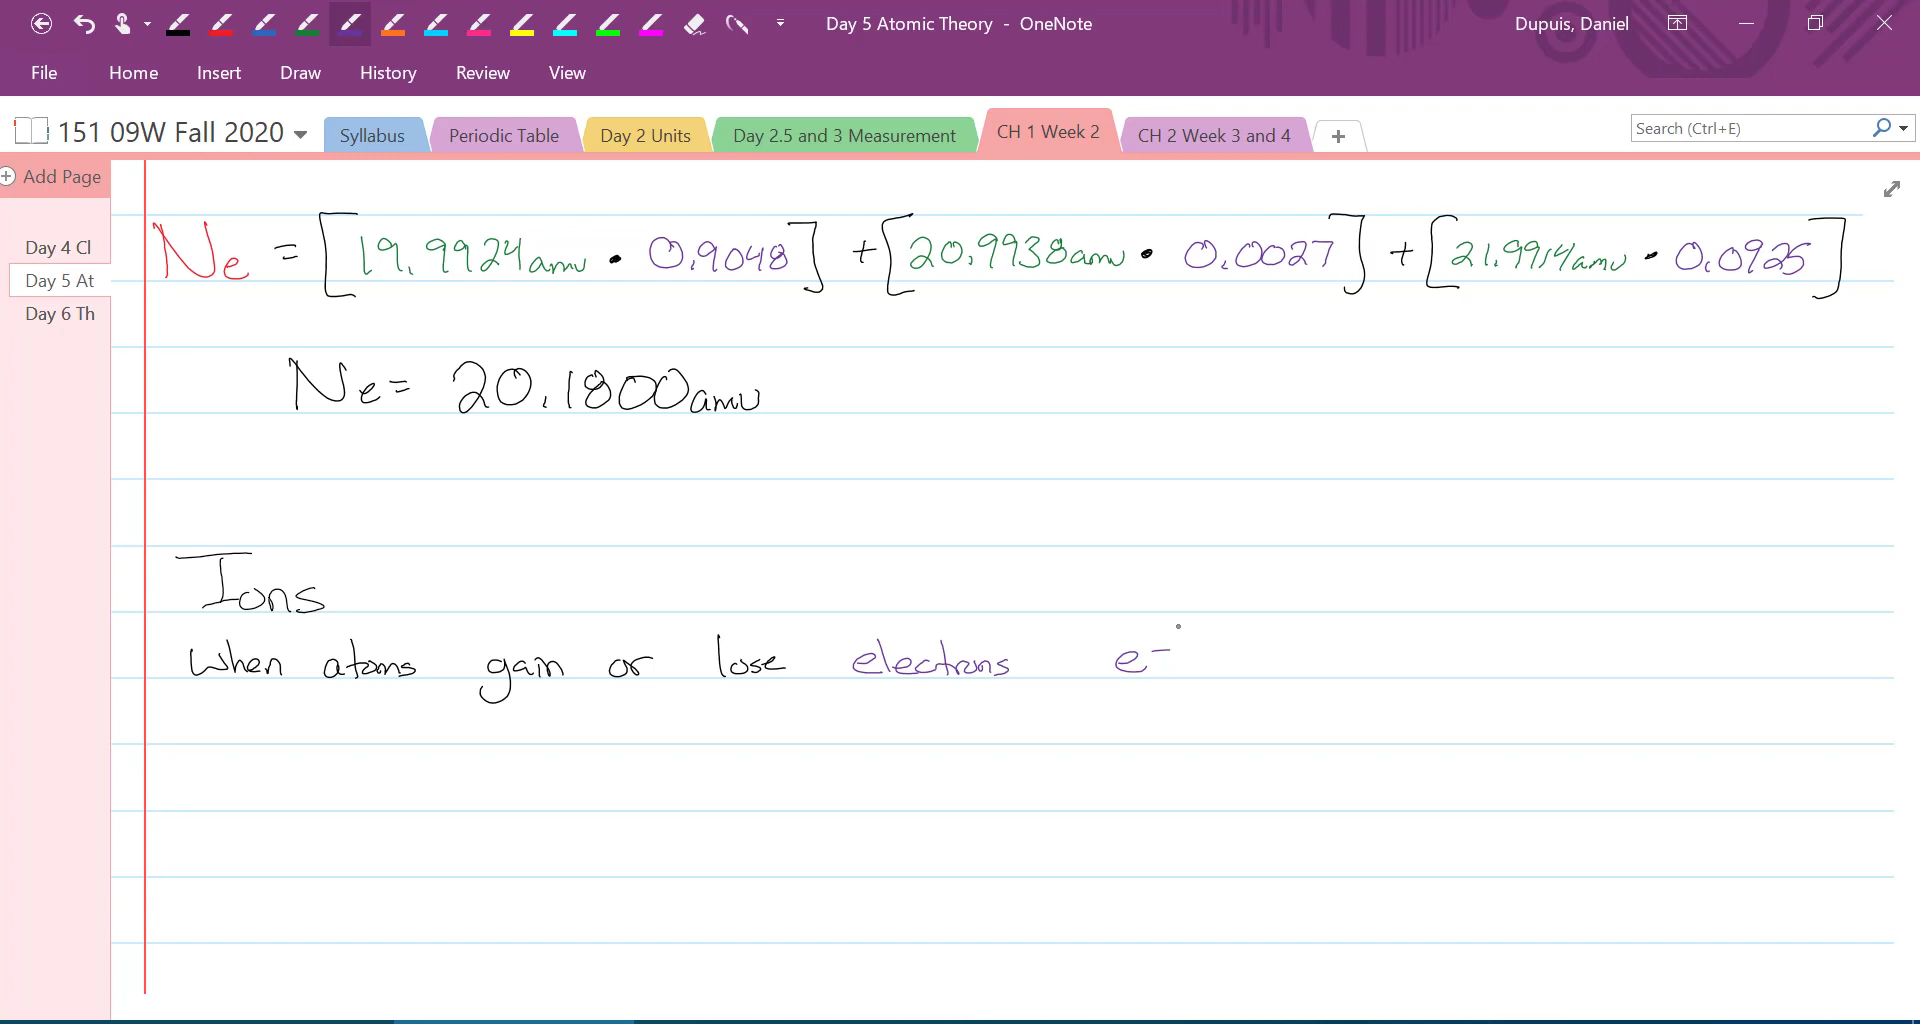 Day 5 Atomic Theory - OneNote
Dupuis, Daniel
File Home Insert Draw History Review View
151 09W Fall 2020 Syllabus Periodic Table Day 2 Units Day 2.5 and 3 Measurement CH 1 Week 2 CH 2 Week 3 and 4 + Search (Ctrl+E)
Add Page
Day 4 Cl
Day 5 At
Day 6 Th
Ne = [19.9924amu • 0.9048] + [20.9938amu • 0.0027] + [21.9914amu • 0.0925]
Ne = 20.1800amu
Ions
When atoms gain or lose electrons e⁻